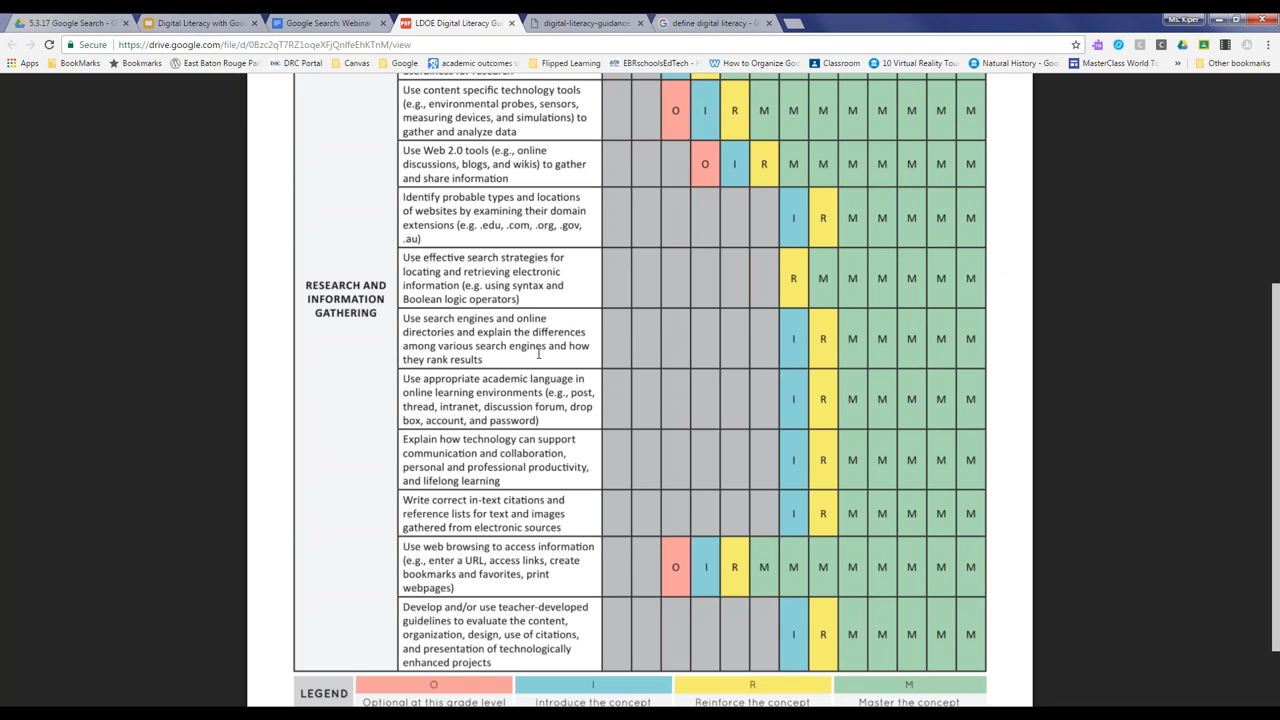 5.3.17 Google Search:
Digital Literacy with Goo
Google Search: Webinar
LDOE Digital Literacy Gu
digital-literacy-guidance
define digital literacy - G
Ms. Kiper
Secure
https://drive.google.com/file/d/0Bzc2qT7RZ1oqeXFjQnlfeEhKTnM/view
Apps
BookMarks
Bookmarks
East Baton Rouge Par
DRC Portal
Canvas
Google
academic outcomes
Flipped Learning
EBRschoolsEdTech -
How to Organize Goo
Classroom
10 Virtual Reality Tou
Natural History - Goo
MasterClass World To
»
Other bookmarks
usefulness for research
Use content specific technology tools
(e.g., environmental probes, sensors,
measuring devices, and simulations) to
gather and analyze data
O I R M M M M M M M M
Use Web 2.0 tools (e.g., online
discussions, blogs, and wikis) to gather
and share information
O I R M M M M M M M
Identify probable types and locations
of websites by examining their domain
extensions (e.g. .edu, .com, .org, .gov,
.au)
I R M M M M M
RESEARCH AND
INFORMATION
GATHERING
Use effective search strategies for
locating and retrieving electronic
information (e.g. using syntax and
Boolean logic operators)
R M M M M M M
Use search engines and online
directories and explain the differences
among various search engines and how
they rank results
I R M M M M M
Use appropriate academic language in
online learning environments (e.g., post,
thread, intranet, discussion forum, drop
box, account, and password)
I R M M M M M
Explain how technology can support
communication and collaboration,
personal and professional productivity,
and lifelong learning
I R M M M M M
Write correct in-text citations and
reference lists for text and images
gathered from electronic sources
I R M M M M M
Use web browsing to access information
(e.g., enter a URL, access links, create
bookmarks and favorites, print
webpages)
O I R M M M M M M M M
Develop and/or use teacher-developed
guidelines to evaluate the content,
organization, design, use of citations,
and presentation of technologically
enhanced projects
I R M M M M M
LEGEND
O I R M
Optional at this grade level
Introduce the concept
Reinforce the concept
Master the concept